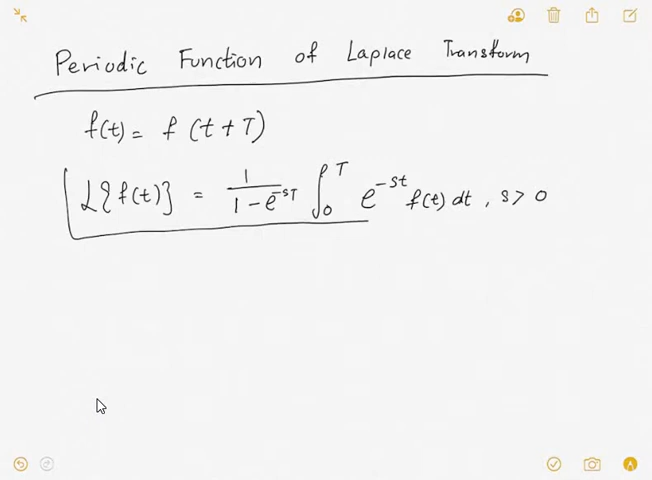 Periodic Function of Laplace Transform
f(t) = f(t+T)
L{f(t)} = 1/(1-e^{-sT}) ∫_0^T e^{-st} f(t) dt, s > 0